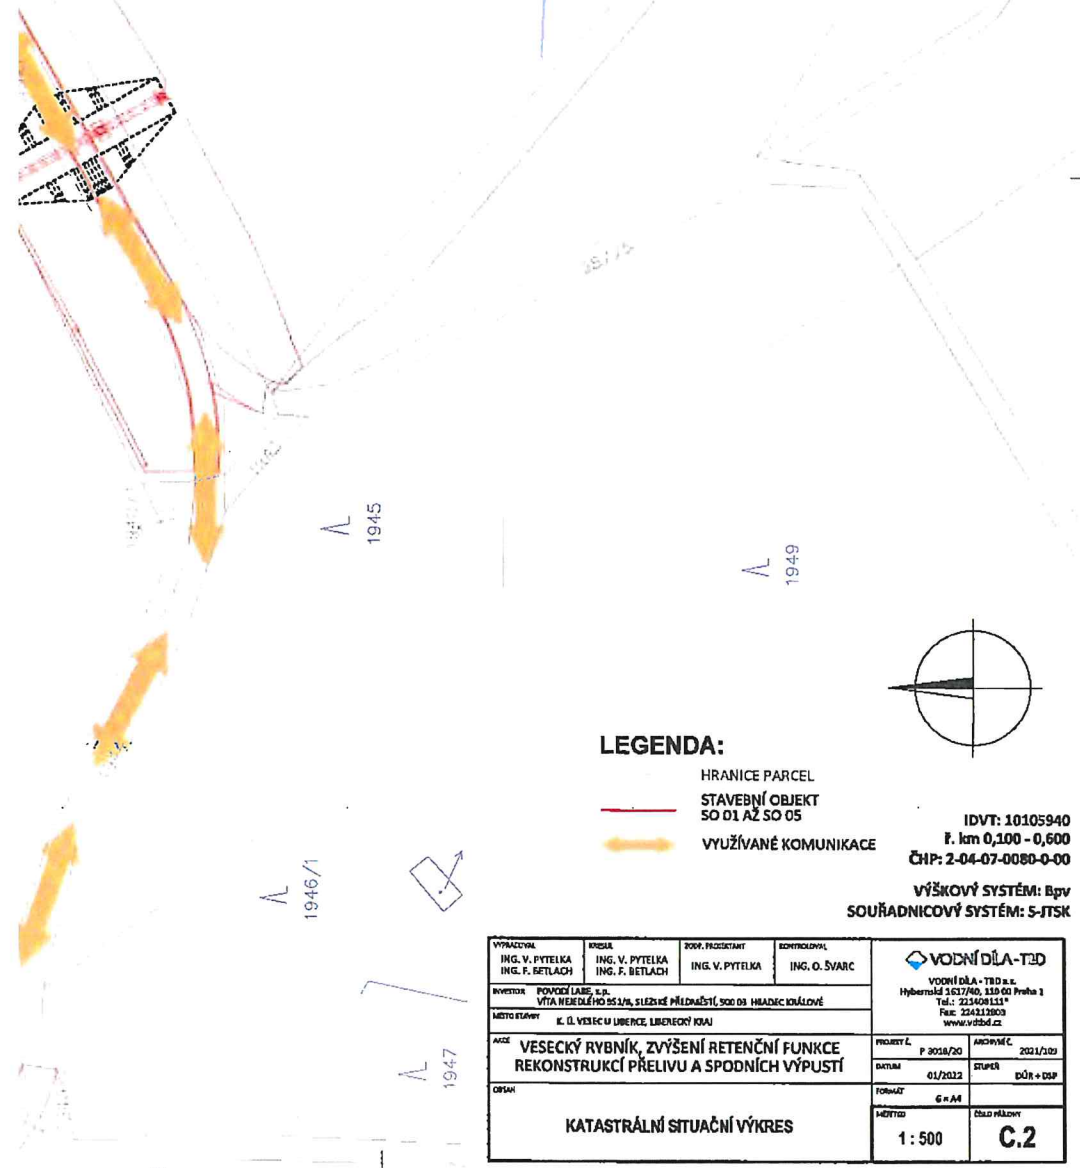 1945
1949
LEGENDA:
HRANICE PARCEL
STAVEBNÍ OBJEKT
SO 01 AŽ SO 05
VYUŽÍVANÉ KOMUNIKACE
IDVT: 10105940
ř. km 0,100 - 0,600
ČHP: 2-04-07-0080-0-00
VÝŠKOVÝ SYSTÉM: Bpv
SOUŘADNICOVÝ SYSTÉM: S-JTSK
1946/1
1947
VYPRACOVAL
ING. V. PYTELKA
ING. F. BETLACH
KRESLIL
ING. V. PYTELKA
ING. F. BETLACH
ZODP. PROJEKTANT
ING. V. PYTELKA
KONTROLOVAL
ING. O. ŠVARC
VODNÍ DÍLA-TBD
VODNÍ DÍLA - TBD a.s.
Hybernská 1617/40, 110 00 Praha 1
Tel.: 221408111*
Fax: 224212803
www.vdtbd.cz
INVESTOR POVODÍ LABE, s.p.
VÍTA NEJEDLÉHO 951/8, SLEZSKÉ PŘEDMĚSTÍ, 500 03 HRADEC KRÁLOVÉ
MÍSTO STAVBY K. Ú. VESEC U LIBERCE, LIBERECKÝ KRAJ
AKCE VESECKÝ RYBNÍK, ZVÝŠENÍ RETENČNÍ FUNKCE
REKONSTRUKCÍ PŘELIVU A SPODNÍCH VÝPUSTÍ
PROJEKT Č. P 3018/20
ARCHIVNÍ Č. 2021/109
DATUM 01/2022
STUPEŇ DÚR + DSP
FORMÁT 6 x A4
OBSAH
KATASTRÁLNÍ SITUAČNÍ VÝKRES
MĚŘÍTKO
1 : 500
ČÍSLO PŘÍLOHY
C.2